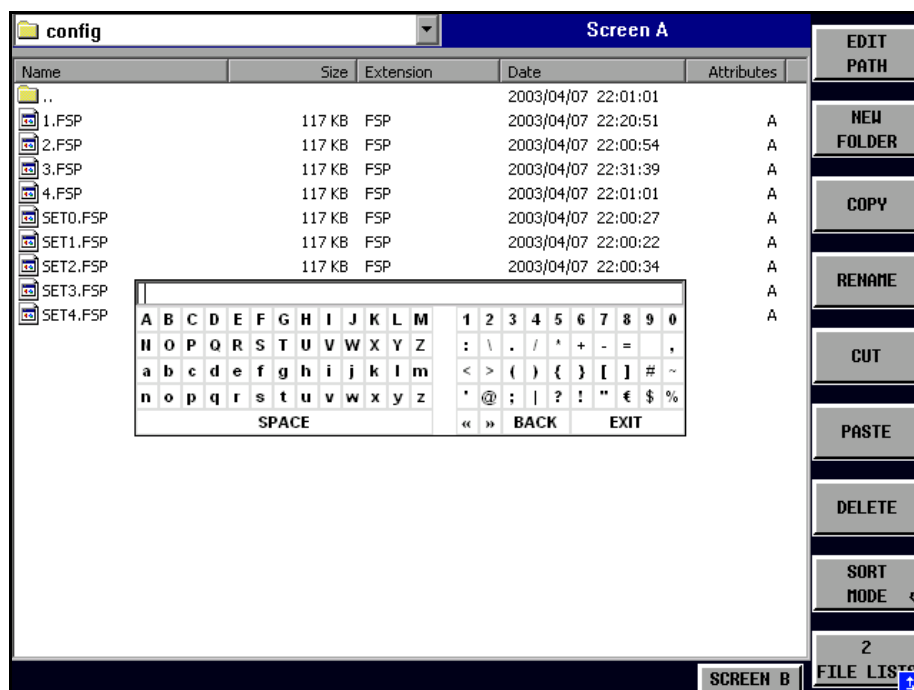 config
Screen A
Name Size Extension Date Attributes
.. 2003/04/07 22:01:01
1.FSP 117 KB FSP 2003/04/07 22:20:51 A
2.FSP 117 KB FSP 2003/04/07 22:00:54 A
3.FSP 117 KB FSP 2003/04/07 22:31:39 A
4.FSP 117 KB FSP 2003/04/07 22:01:01 A
SET0.FSP 117 KB FSP 2003/04/07 22:00:27 A
SET1.FSP 117 KB FSP 2003/04/07 22:00:22 A
SET2.FSP 117 KB FSP 2003/04/07 22:00:34 A
SET3.FSP A
SET4.FSP A
A B C D E F G H I J K L M 1 2 3 4 5 6 7 8 9 0
N O P Q R S T U V W X Y Z : \ . / * + - = ,
a b c d e f g h i j k l m < > ( ) { } [ ] # ~
n o p q r s t u v w x y z ' @ ; | ? ! " € $ %
SPACE « » BACK EXIT
EDIT
PATH
NEW
FOLDER
COPY
RENAME
CUT
PASTE
DELETE
SORT
MODE
2
FILE LISTS
SCREEN B